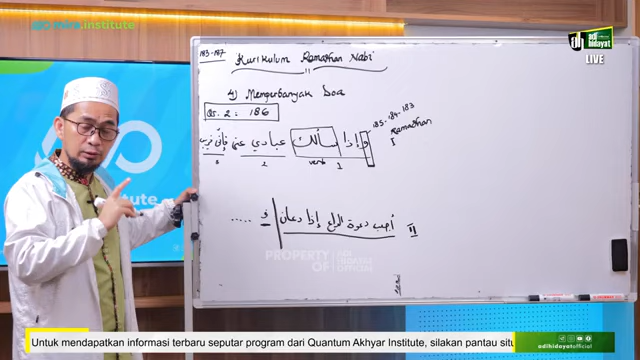 institute
adi
hidayat
LIVE
183-187
Kurikulum Ramadhan Nabi
4) Memperbanyak Doa
Qs. 2 : 186
185-184-183
Ramadhan
I
وإذا سألك عبادي عني فإني قريب
3 2 verb 1
أجيب دعوة الداع إذا دعان ف .....
II
PROPERTY OF
ADI
HIDAYAT
OFFICIAL
Untuk mendapatkan informasi terbaru seputar program dari Quantum Akhyar Institute, silakan pantau situ
adihidayatofficial